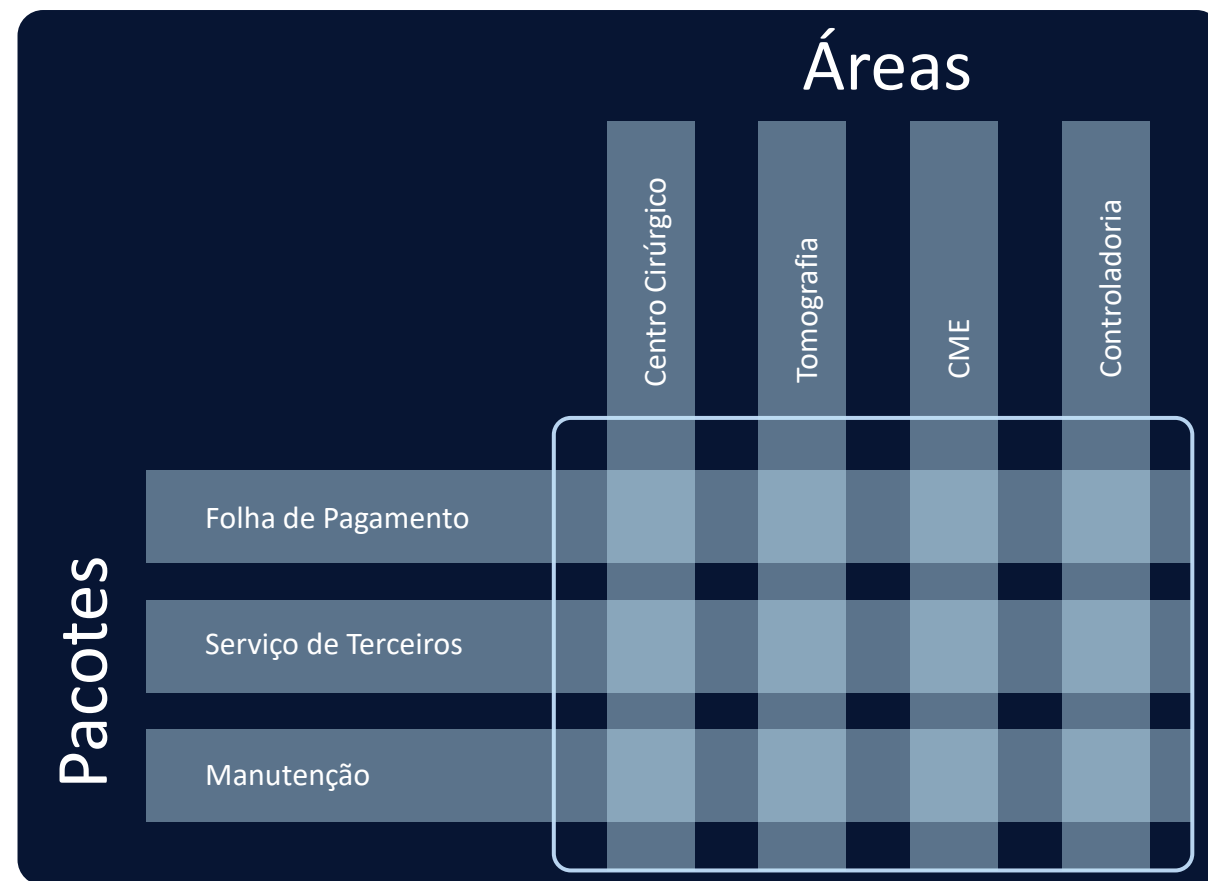 Áreas
Centro Cirúrgico
Tomografia
CME
Controladoria
Pacotes
Folha de Pagamento
Serviço de Terceiros
Manutenção